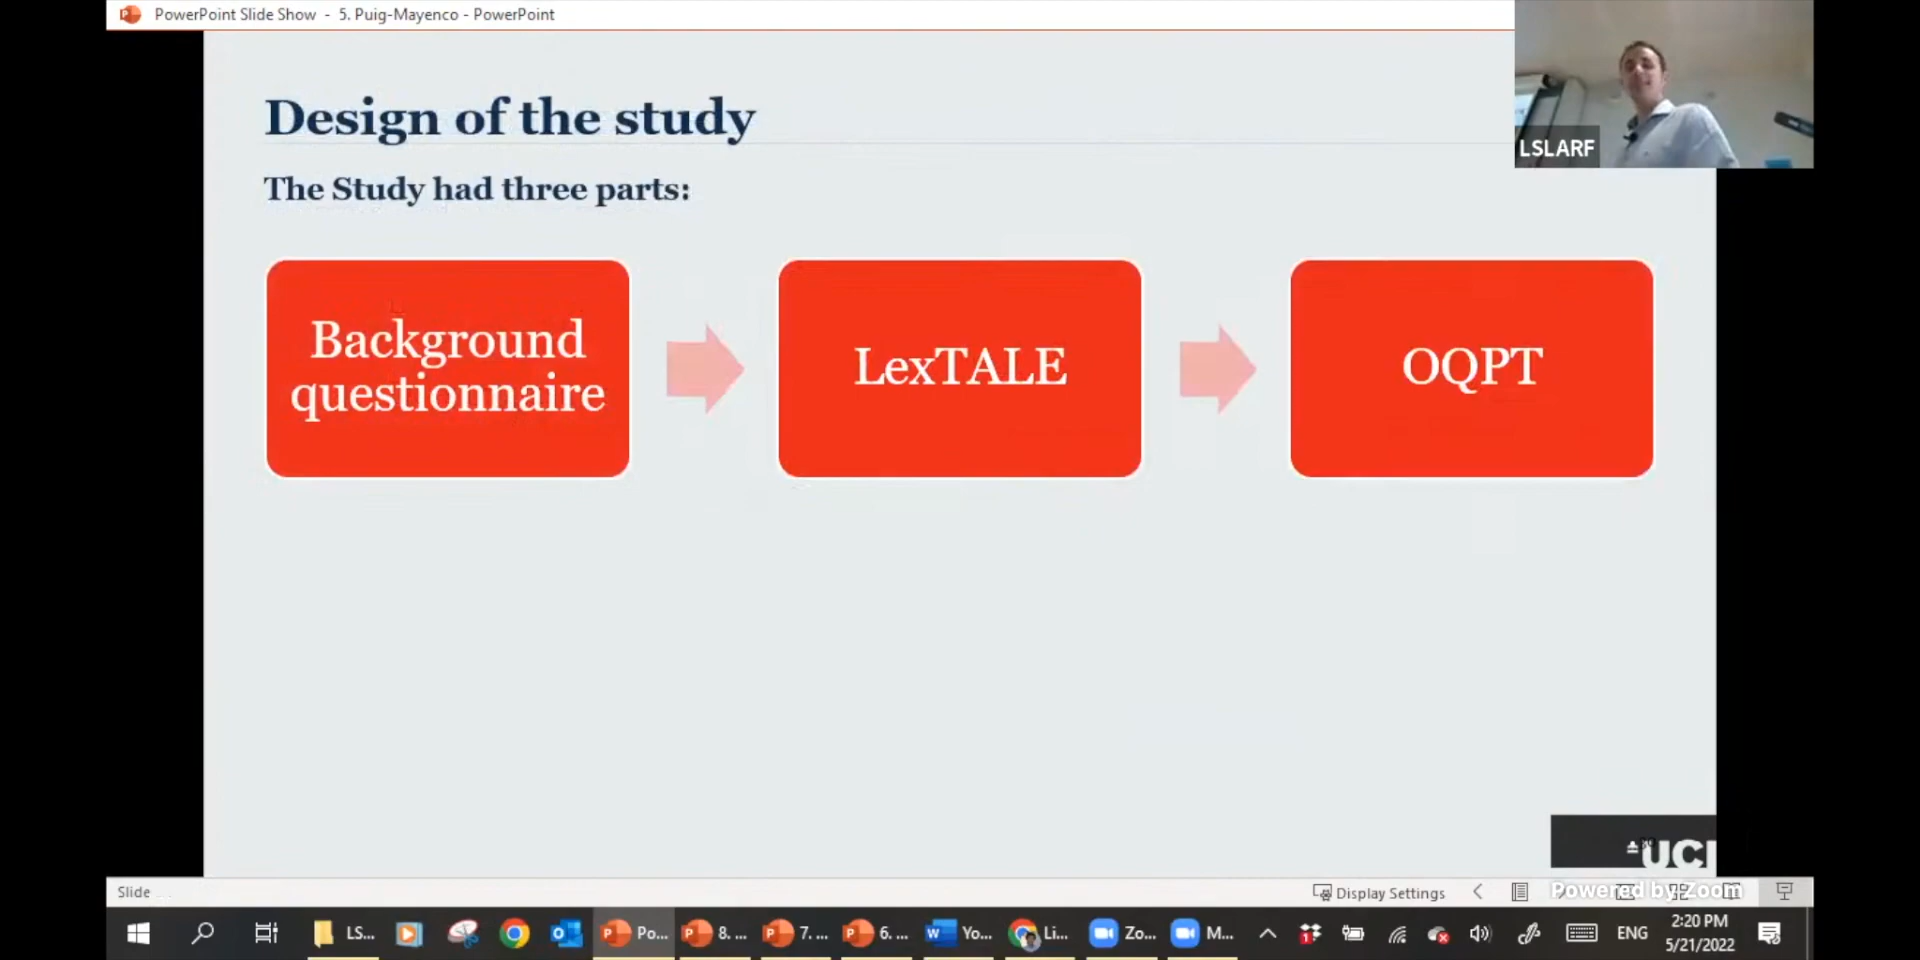 PowerPoint Slide Show - 5. Puig-Mayenco - PowerPoint
LSLARF
Design of the study
The Study had three parts:
Background
questionnaire
LexTALE
OQPT
UCL
Slide
Display Settings
Powered by Zoom
LS...
Po...
8. ...
7. ...
6. ...
Yo...
Li...
Zo...
M...
ENG
2:20 PM
5/21/2022